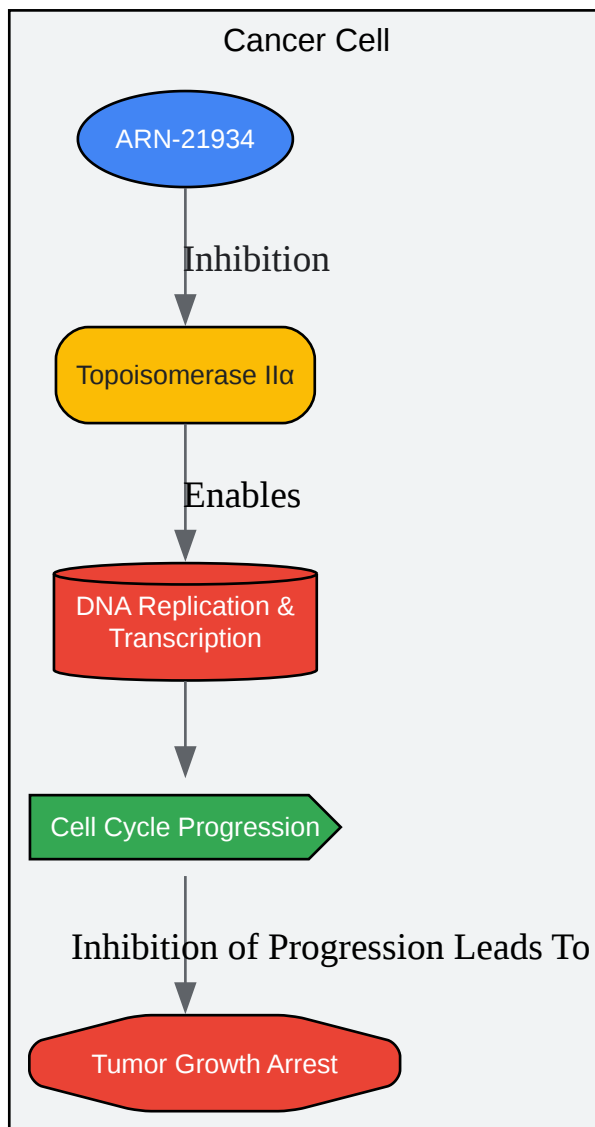 Cancer Cell
ARN-21934
Inhibition
Topoisomerase IIα
Enables
DNA Replication &
Transcription
Cell Cycle Progression
Inhibition of Progression Leads To
Tumor Growth Arrest